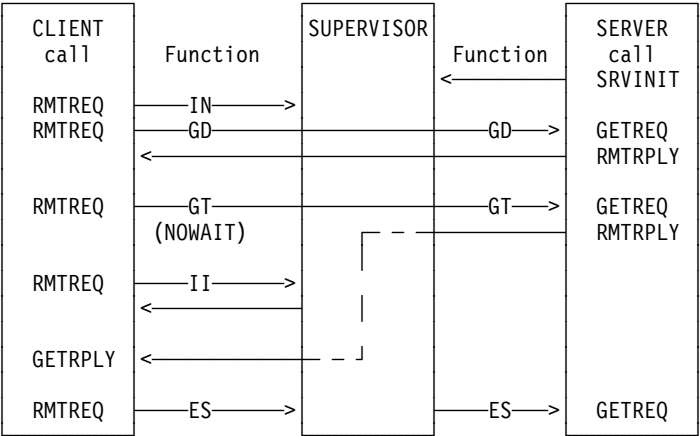 CLIENT SUPERVISOR SERVER
call Function Function call
SRVINIT
RMTREQ IN
RMTREQ GD GD GETREQ
RMTRPLY
RMTREQ GT GT GETREQ
(NOWAIT) RMTRPLY
RMTREQ II
GETRPLY
RMTREQ ES ES GETREQ